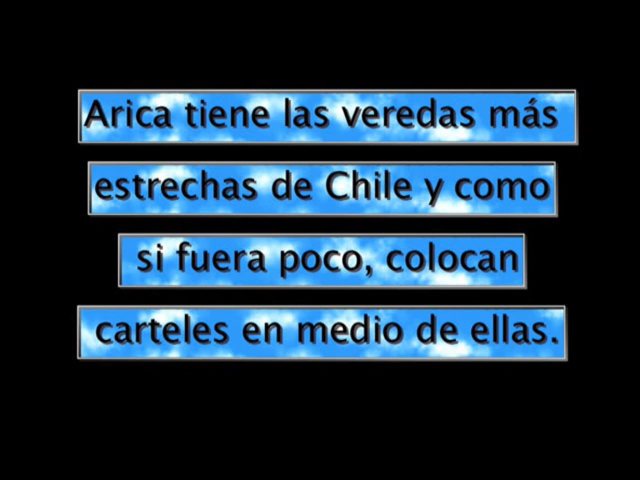 Arica tiene las veredas más
estrechas de Chile y como
si fuera poco, colocan
carteles en medio de ellas.